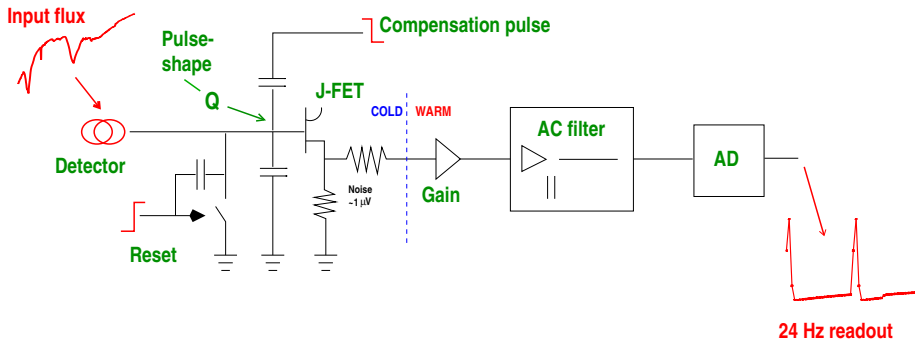 Input flux
Compensation pulse
Pulse-
shape
Q
J-FET
COLD
WARM
AC filter
AD
Detector
Noise
~1 µV
Gain
Reset
24 Hz readout